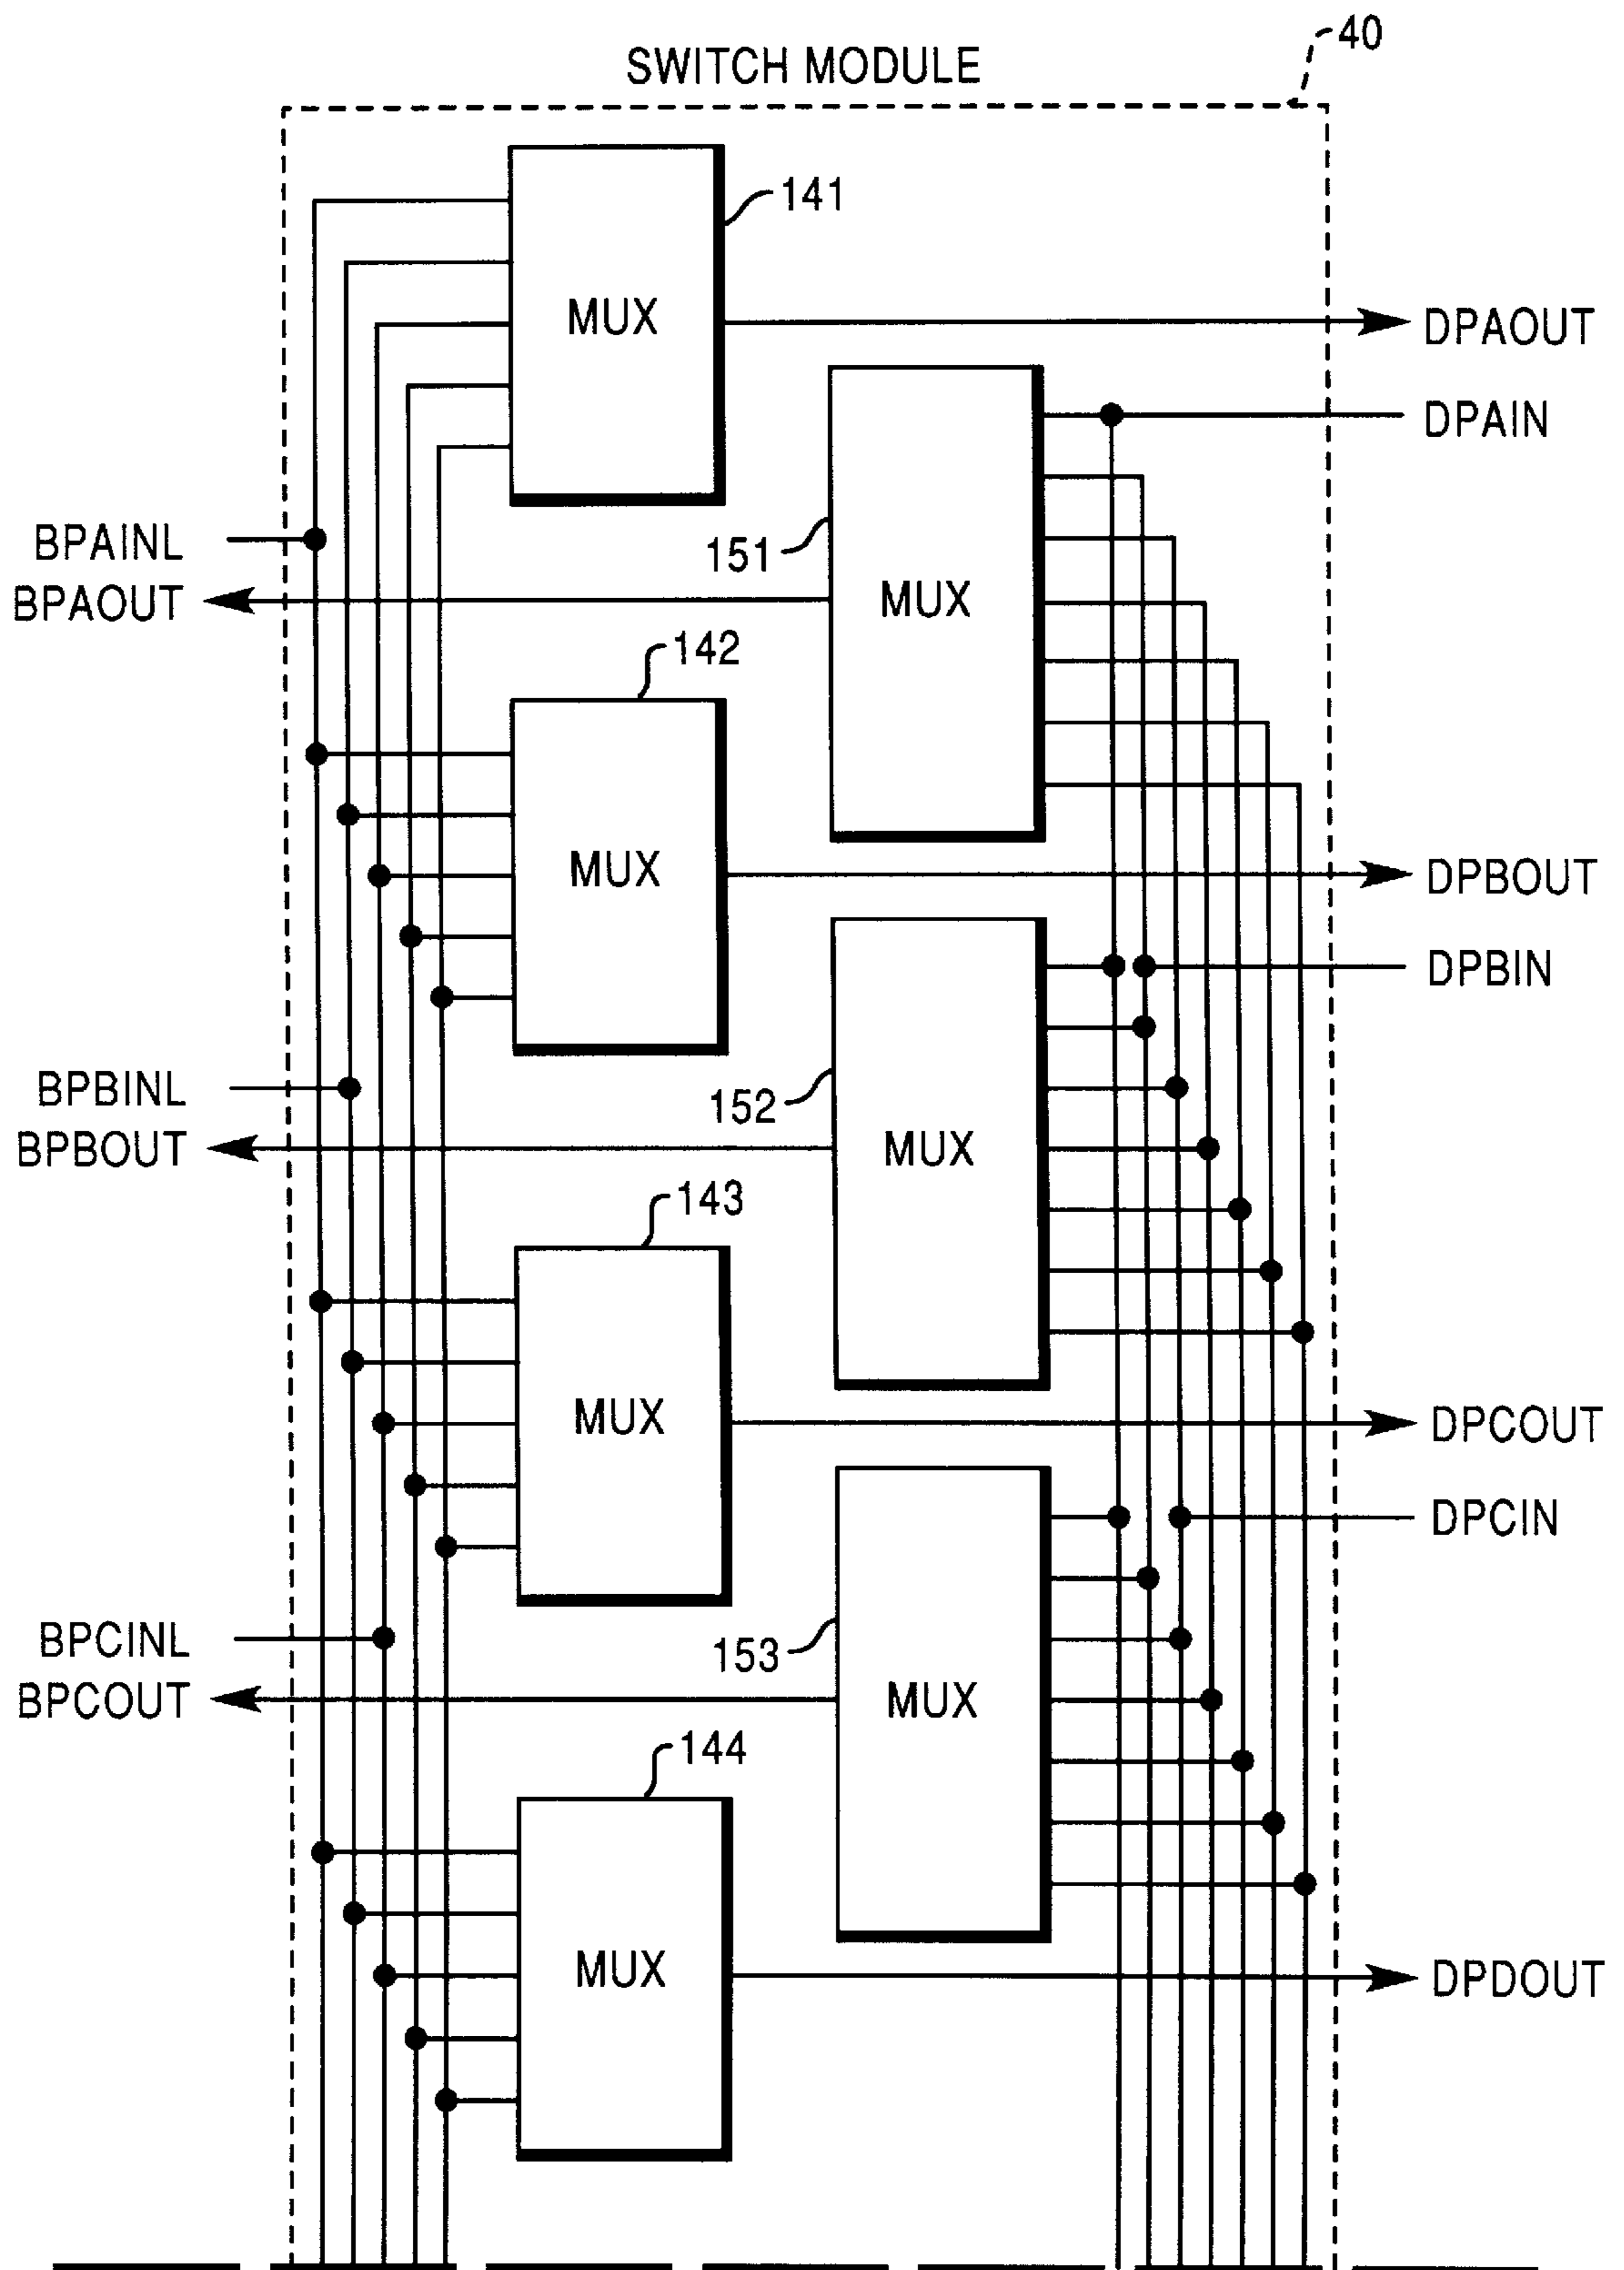 40
SWITCH MODULE
141
MUX
DPAOUT
DPAIN
BPAINL
151
BPAOUT
MUX
142
MUX
DPBOUT
DPBIN
BPBINL
152
BPBOUT
MUX
143
MUX
DPCOUT
DPCIN
BPCINL
153
BPCOUT
MUX
144
MUX
DPDOUT